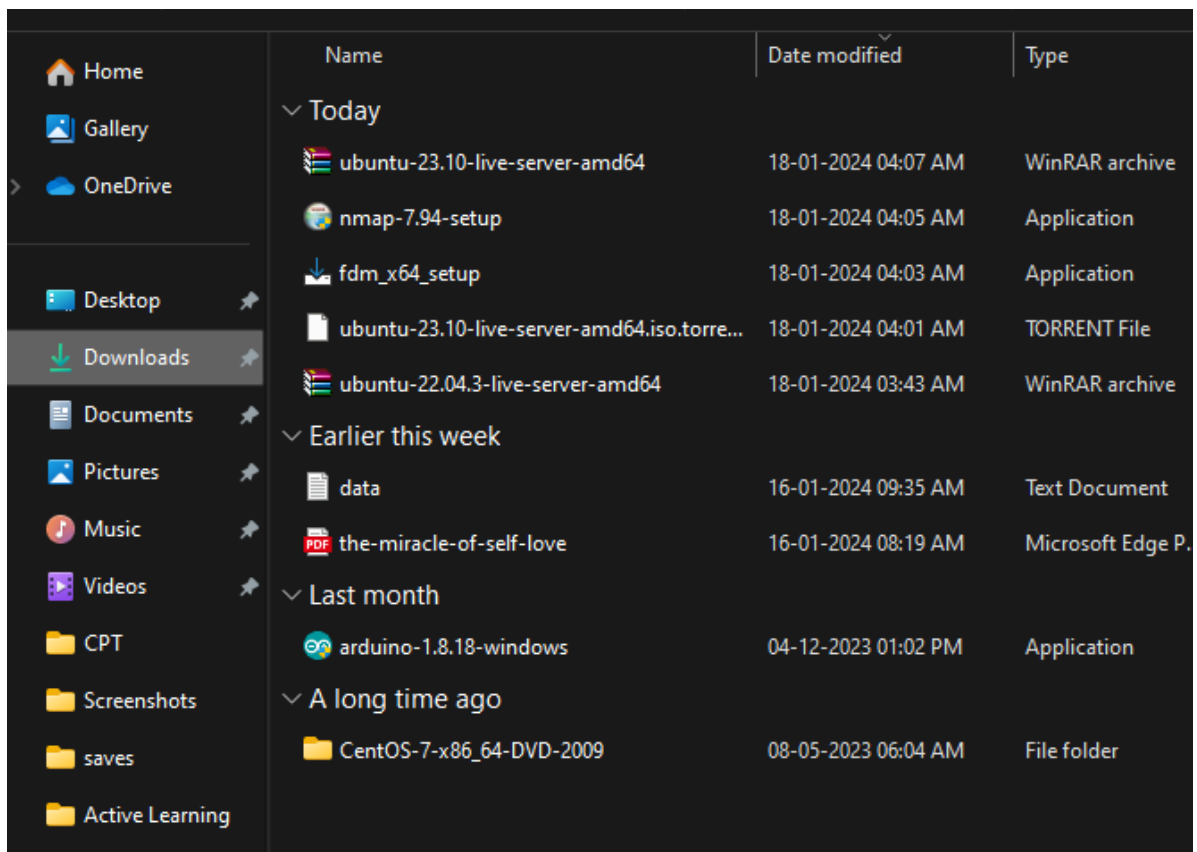 Name Date modified Type
Home
Gallery
OneDrive
Desktop
Downloads
Documents
Pictures
Music
Videos
CPT
Screenshots
saves
Active Learning
Today
ubuntu-23.10-live-server-amd64 18-01-2024 04:07 AM WinRAR archive
nmap-7.94-setup 18-01-2024 04:05 AM Application
fdm_x64_setup 18-01-2024 04:03 AM Application
ubuntu-23.10-live-server-amd64.iso.torre... 18-01-2024 04:01 AM TORRENT File
ubuntu-22.04.3-live-server-amd64 18-01-2024 03:43 AM WinRAR archive
Earlier this week
data 16-01-2024 09:35 AM Text Document
PDF the-miracle-of-self-love 16-01-2024 08:19 AM Microsoft Edge P.
Last month
arduino-1.8.18-windows 04-12-2023 01:02 PM Application
A long time ago
CentOS-7-x86_64-DVD-2009 08-05-2023 06:04 AM File folder